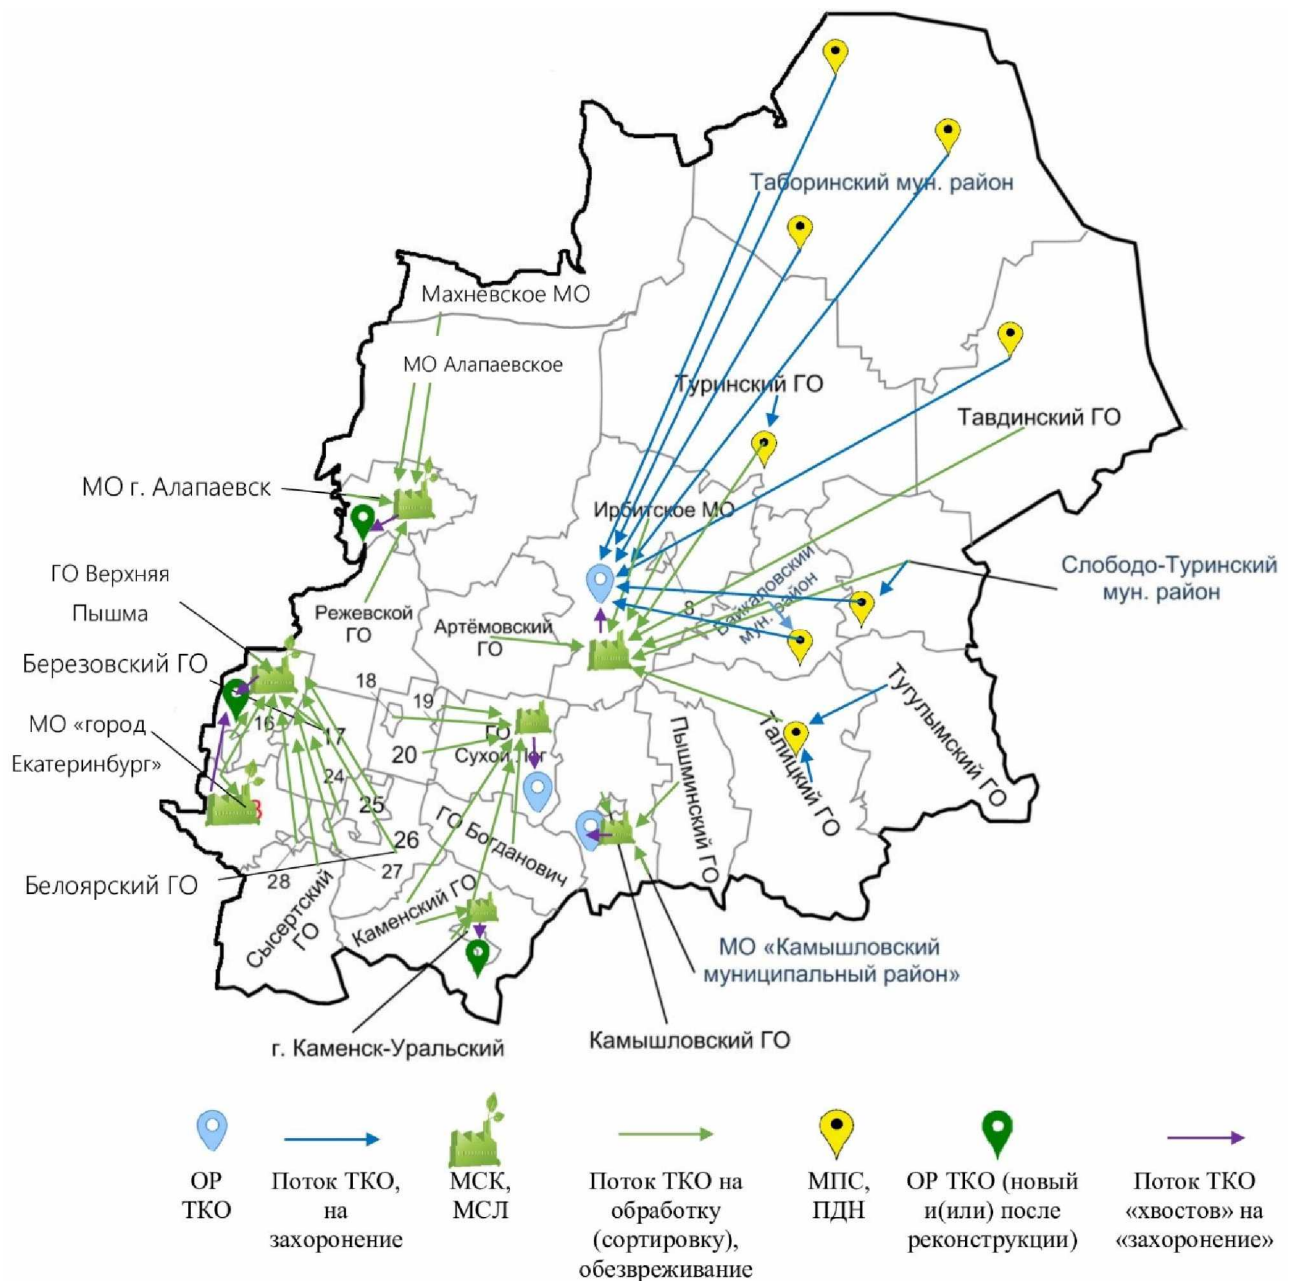 Таборинский мун. район
Махневское МО
МО Алапаевское
Туринский ГО
Тавдинский ГО
МО г. Алапаевск
Ирбитское МО
ГО Верхняя
Пышма
Слободо-Туринский
мун. район
Байкаловский
мун. район
8
Режевской
ГО
Артёмовский
ГО
Березовский ГО
18
19
МО «город
Екатеринбург»
16
17
ГО
Сухой Лог
20
24
25
26
27
28
Пышминский ГО
Талицкий ГО
Тугулымский ГО
ГО Богданович
Белоярский ГО
Сысертский
ГО
Каменский ГО
МО «Камышловский
муниципальный район»
Камышловский ГО
г. Каменск-Уральский
ОР
ТКО
Поток ТКО,
на
захоронение
МСК,
МСЛ
Поток ТКО на
обработку
(сортировку),
обезвреживание
МПС,
ПДН
ОР ТКО (новый
и(или) после
реконструкции)
Поток ТКО
«хвостов» на
«захоронение»